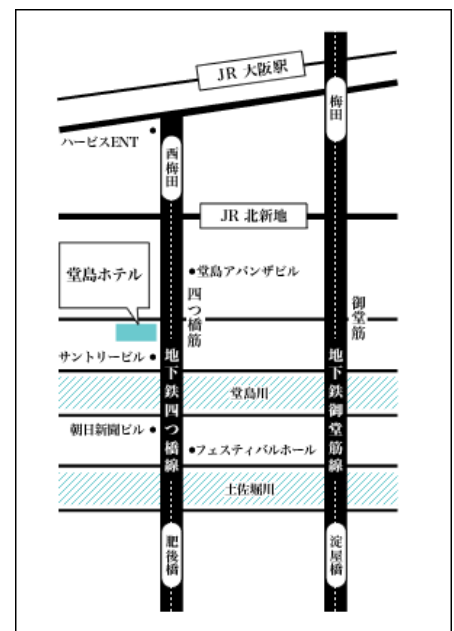 JR 大阪駅
梅田
ハービスENT
西梅田
JR 北新地
堂島ホテル
堂島アバンザビル
四つ橋筋
御堂筋
サントリービル
地下鉄四つ橋線
地下鉄御堂筋線
堂島川
朝日新聞ビル
フェスティバルホール
土佐堀川
肥後橋
淀屋橋